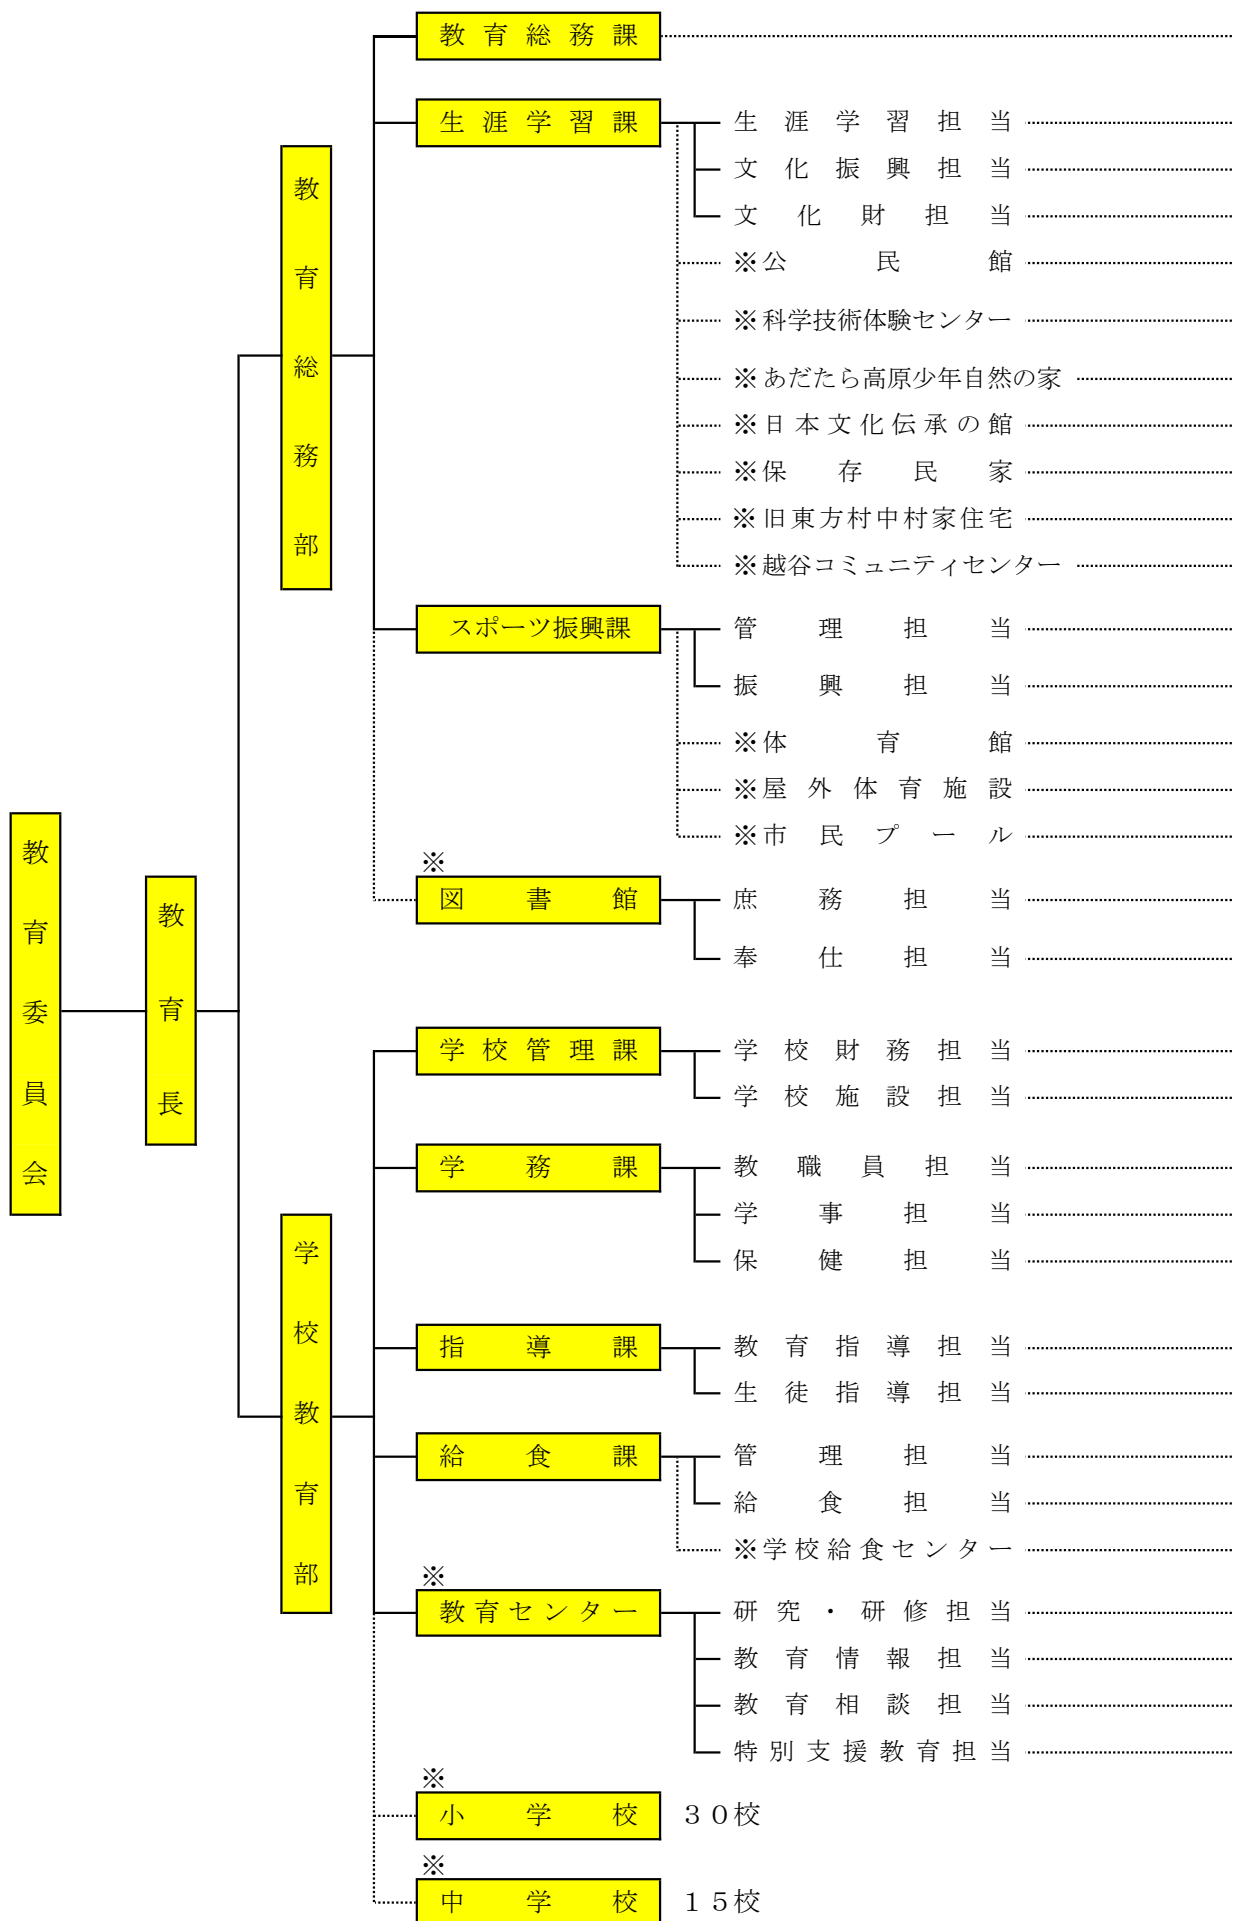 教育委員会
教育長
教育総務部
教育総務課
生涯学習課
生涯学習担当
文化振興担当
文化財担当
※公民館
※科学技術体験センター
※あだたら高原少年自然の家
※日本文化伝承の館
※保存民家
※旧東方村中村家住宅
※越谷コミュニティセンター
スポーツ振興課
管理担当
振興担当
※体育館
※屋外体育施設
※市民プール
※
図書館
庶務担当
奉仕担当
学校教育部
学校管理課
学校財務担当
学校施設担当
学務課
教職員担当
学事担当
保健担当
指導課
教育指導担当
生徒指導担当
給食課
管理担当
給食担当
※学校給食センター
※
教育センター
研究・研修担当
教育情報担当
教育相談担当
特別支援教育担当
※
小学校 30校
※
中学校 15校